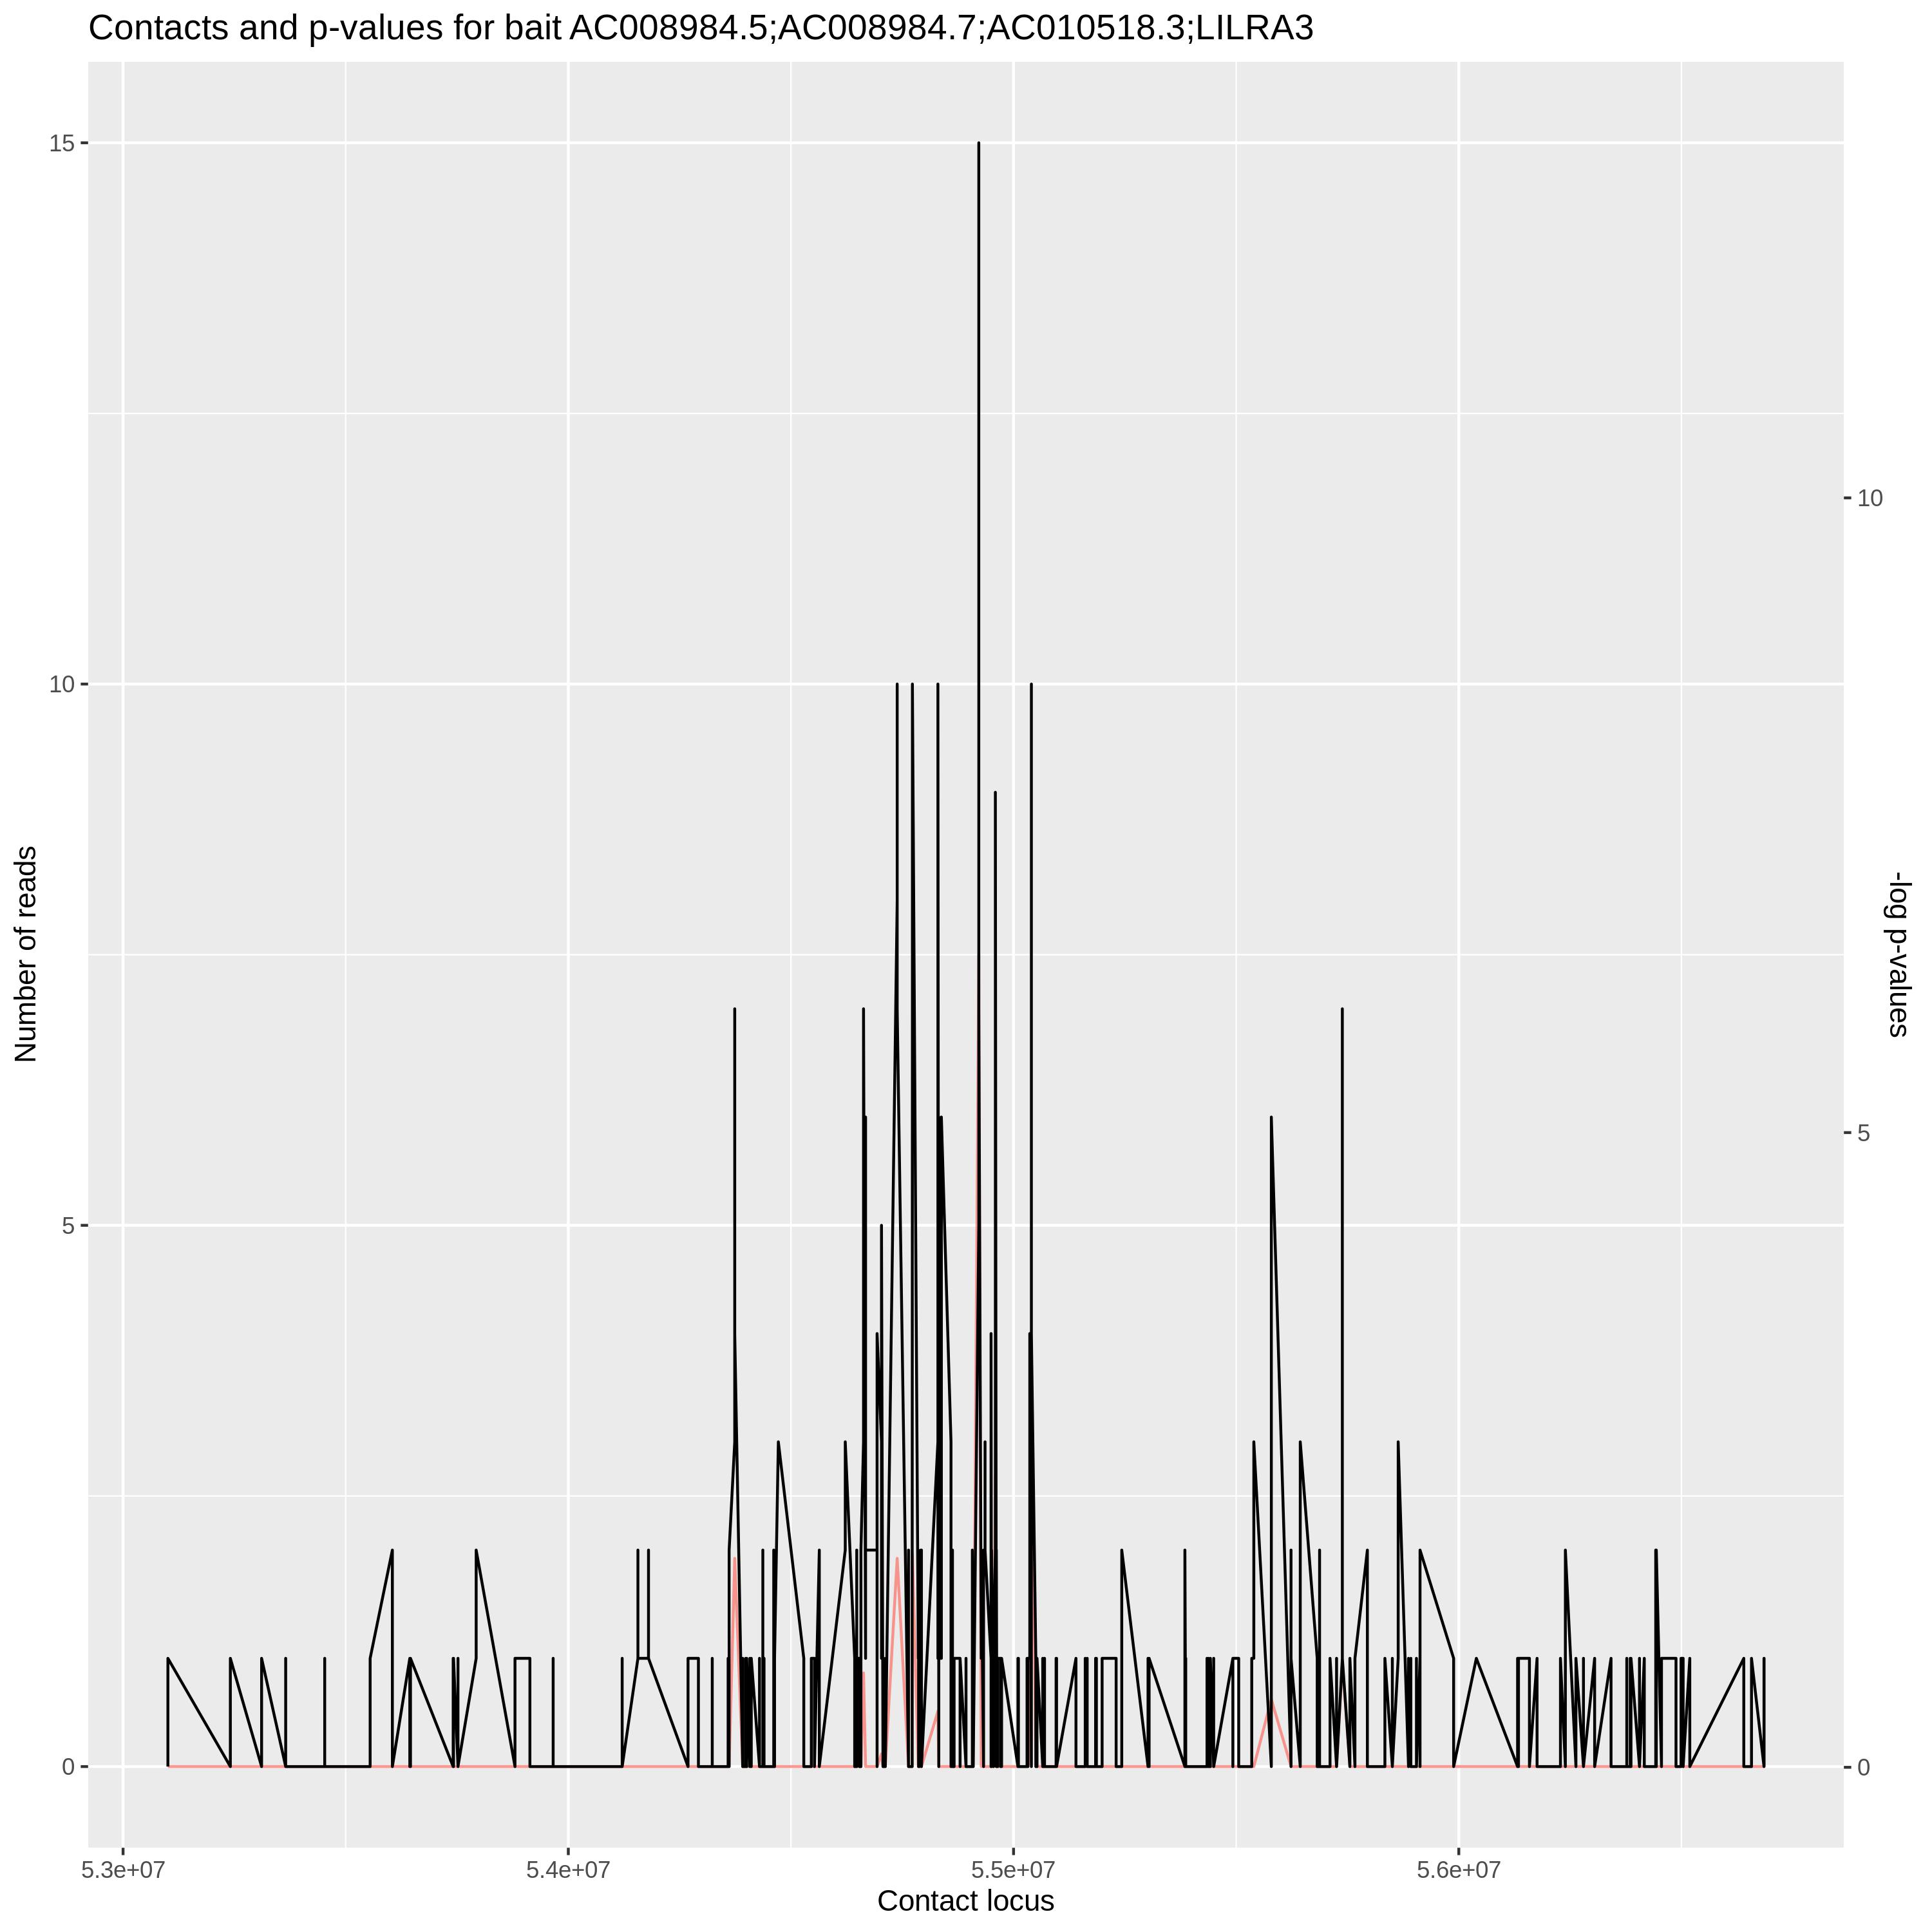 Contacts and p-values for bait AC008984.5;AC008984.7;AC010518.3;LILRA3
15
10
5
0
Number of reads
10
5
0
-log p-values
5.3e+07
5.4e+07
5.5e+07
5.6e+07
Contact locus